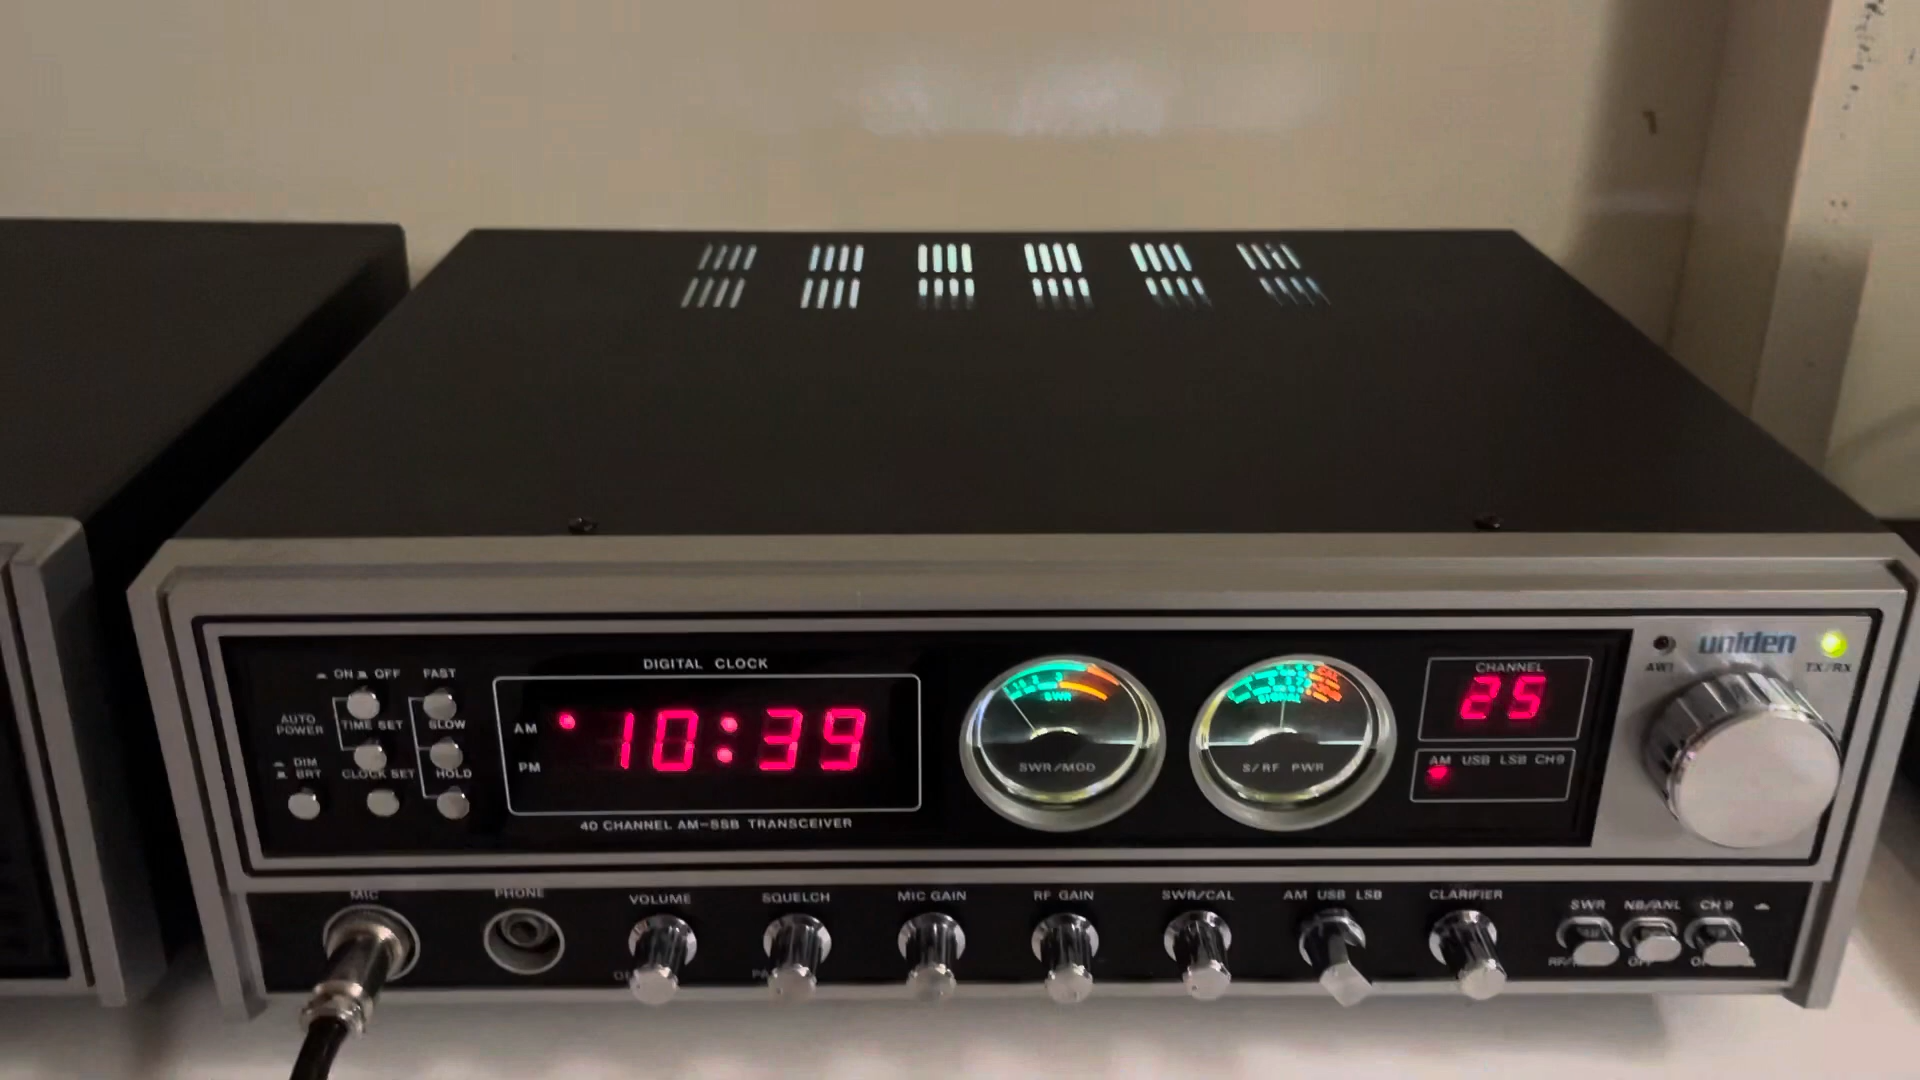 ON OFF FAST
DIGITAL CLOCK
uniden
AUTO
POWER
TIME SET
SLOW
DIM
BRT
CLOCK SET
HOLD
AM
PM
10:39
40 CHANNEL AM-SSB TRANSCEIVER
SWR
SWR/MOD
S/RF PWR
CHANNEL
25
AM USB LSB CH9
TX/RX
MIC
PHONE
VOLUME
SQUELCH
MIC GAIN
RF GAIN
SWR/CAL
AM USB LSB
CLARIFIER
SWR
NB/ANL
CH 9